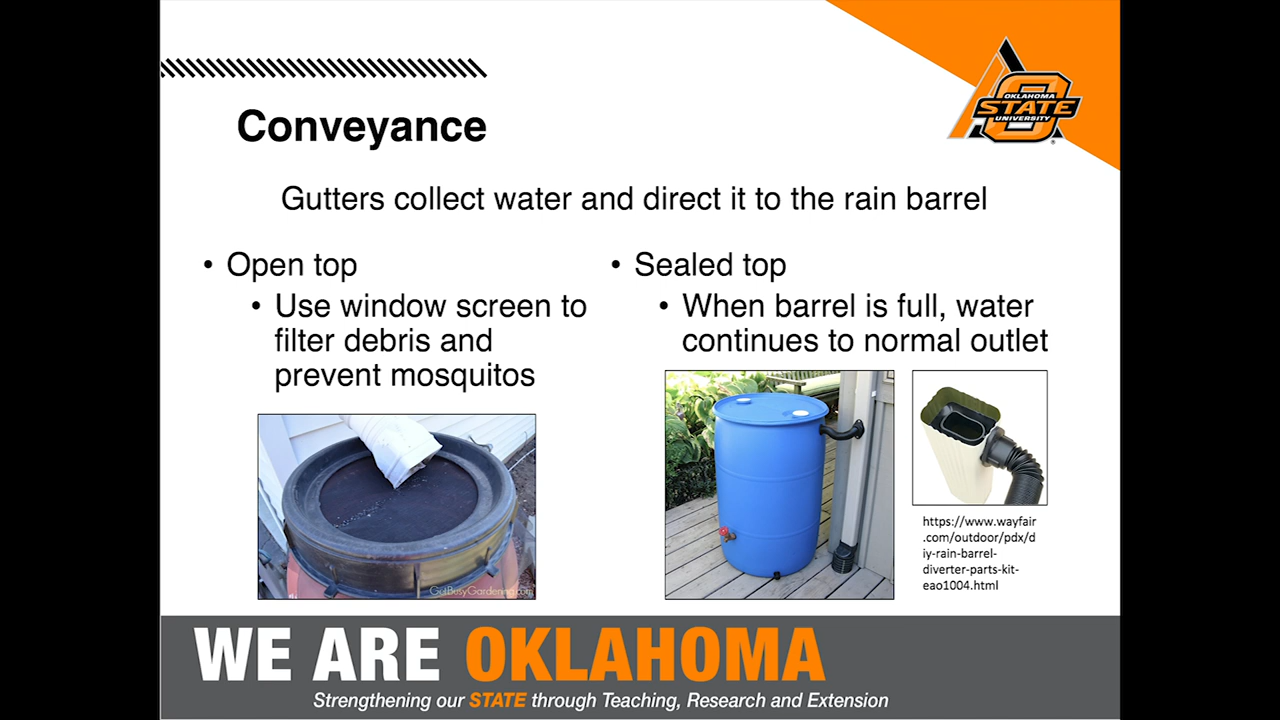 OKLAHOMA
STATE
UNIVERSITY
Conveyance
Gutters collect water and direct it to the rain barrel
• Open top
• Use window screen to
filter debris and
prevent mosquitos
• Sealed top
• When barrel is full, water
continues to normal outlet
GetBusyGardening.com
https://www.wayfair
.com/outdoor/pdx/d
iy-rain-barrel-
diverter-parts-kit-
eao1004.html
WE ARE OKLAHOMA
Strengthening our STATE through Teaching, Research and Extension